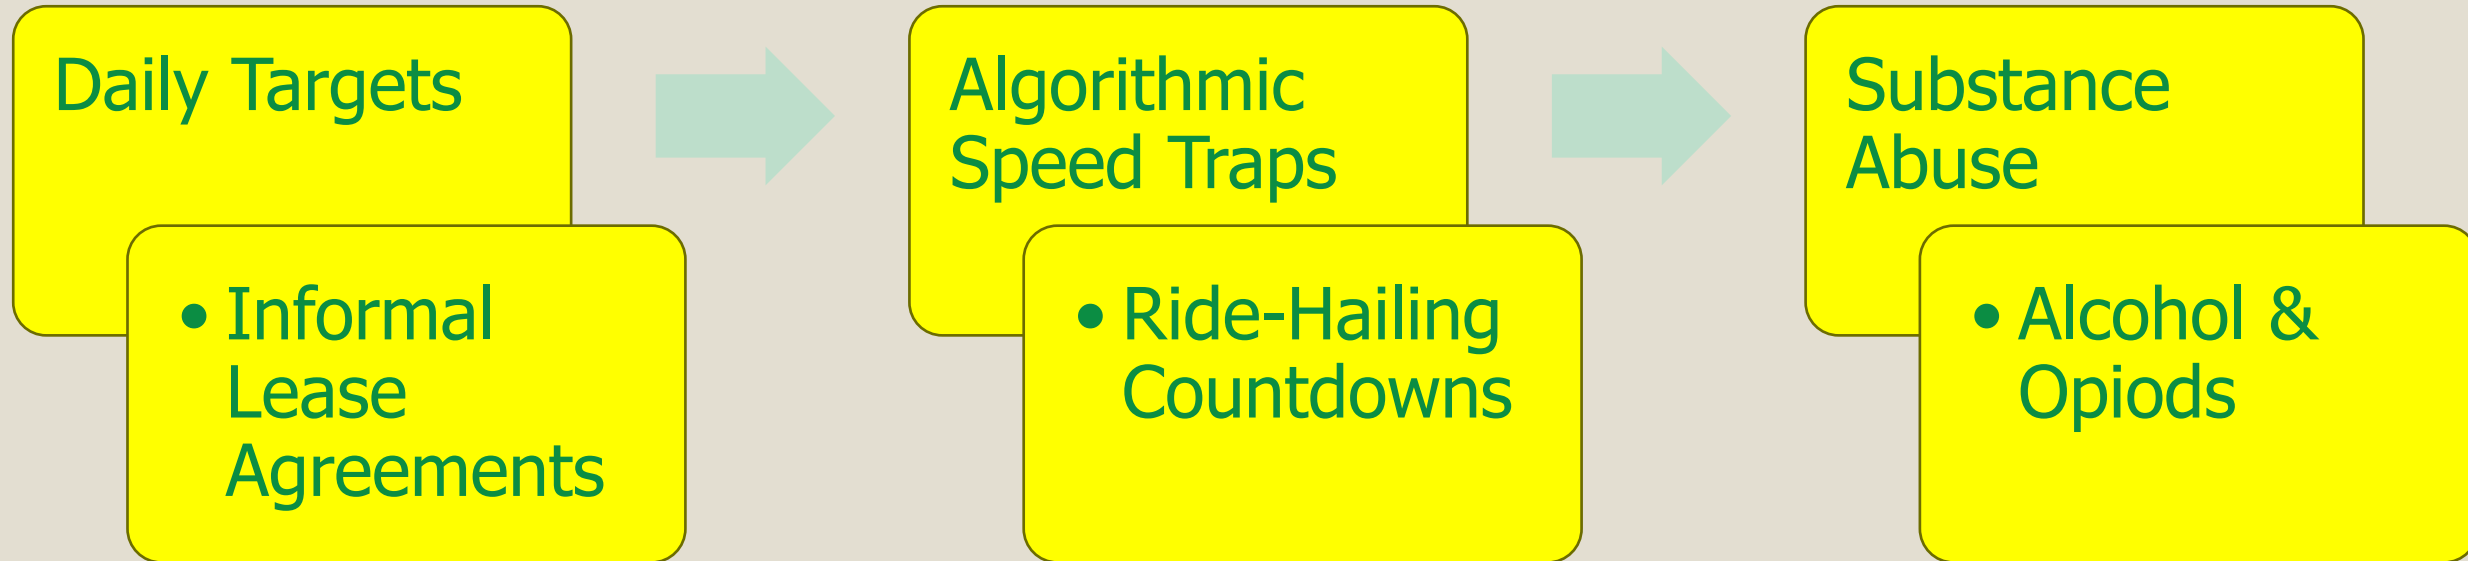 Daily Targets
• Informal
Lease
Agreements
Algorithmic
Speed Traps
• Ride-Hailing
Countdowns
Substance
Abuse
• Alcohol &
Opiods